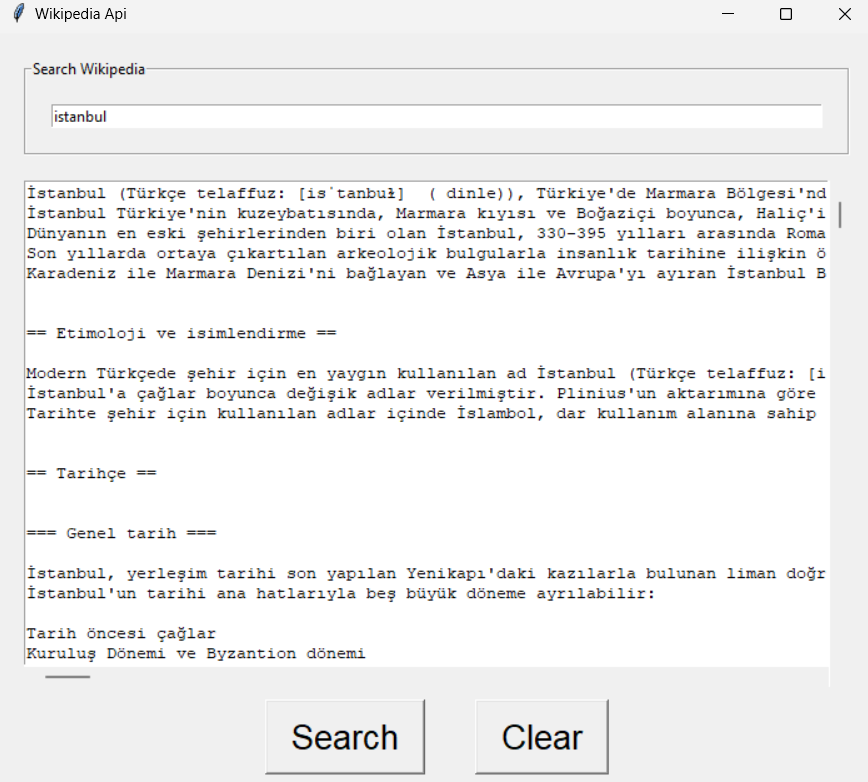 Wikipedia Api
Search Wikipedia
istanbul
İstanbul (Türkçe telaffuz: [isˈtanbuɫ]  ( dinle)), Türkiye'de Marmara Bölgesi'nd
İstanbul Türkiye'nin kuzeybatısında, Marmara kıyısı ve Boğaziçi boyunca, Haliç'i
Dünyanın en eski şehirlerinden biri olan İstanbul, 330-395 yılları arasında Roma
Son yıllarda ortaya çıkartılan arkeolojik bulgularla insanlık tarihine ilişkin ö
Karadeniz ile Marmara Denizi'ni bağlayan ve Asya ile Avrupa'yı ayıran İstanbul B
== Etimoloji ve isimlendirme ==
Modern Türkçede şehir için en yaygın kullanılan ad İstanbul (Türkçe telaffuz: [i
İstanbul'a çağlar boyunca değişik adlar verilmiştir. Plinius'un aktarımına göre
Tarihte şehir için kullanılan adlar içinde İslambol, dar kullanım alanına sahip
== Tarihçe ==
=== Genel tarih ===
İstanbul, yerleşim tarihi son yapılan Yenikapı'daki kazılarla bulunan liman doğr
İstanbul'un tarihi ana hatlarıyla beş büyük döneme ayrılabilir:
Tarih öncesi çağlar
Kuruluş Dönemi ve Byzantion dönemi
Search
Clear